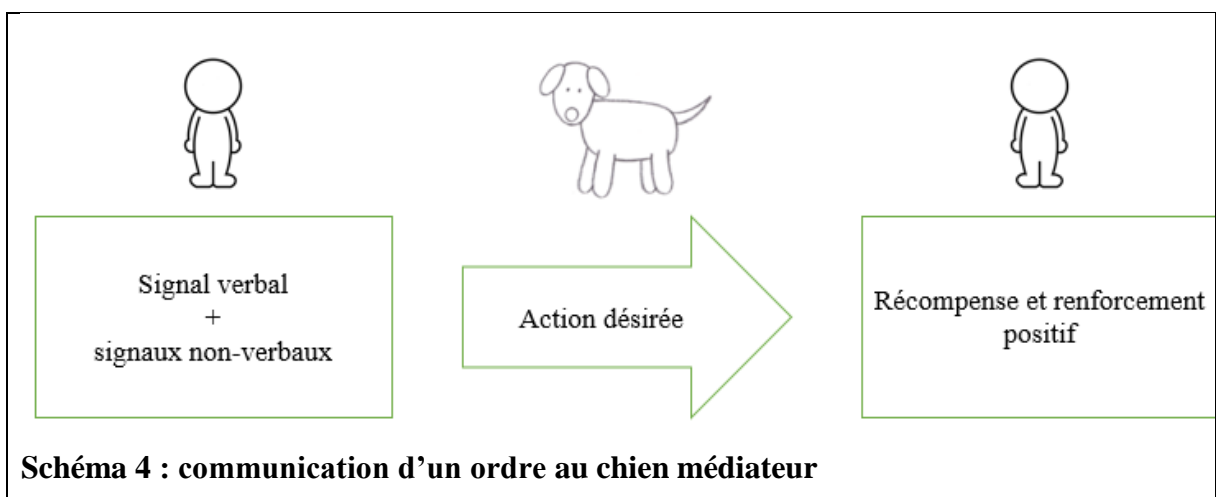 Signal verbal
+
signaux non-verbaux
Action désirée
Récompense et renforcement
positif
Schéma 4 : communication d’un ordre au chien médiateur